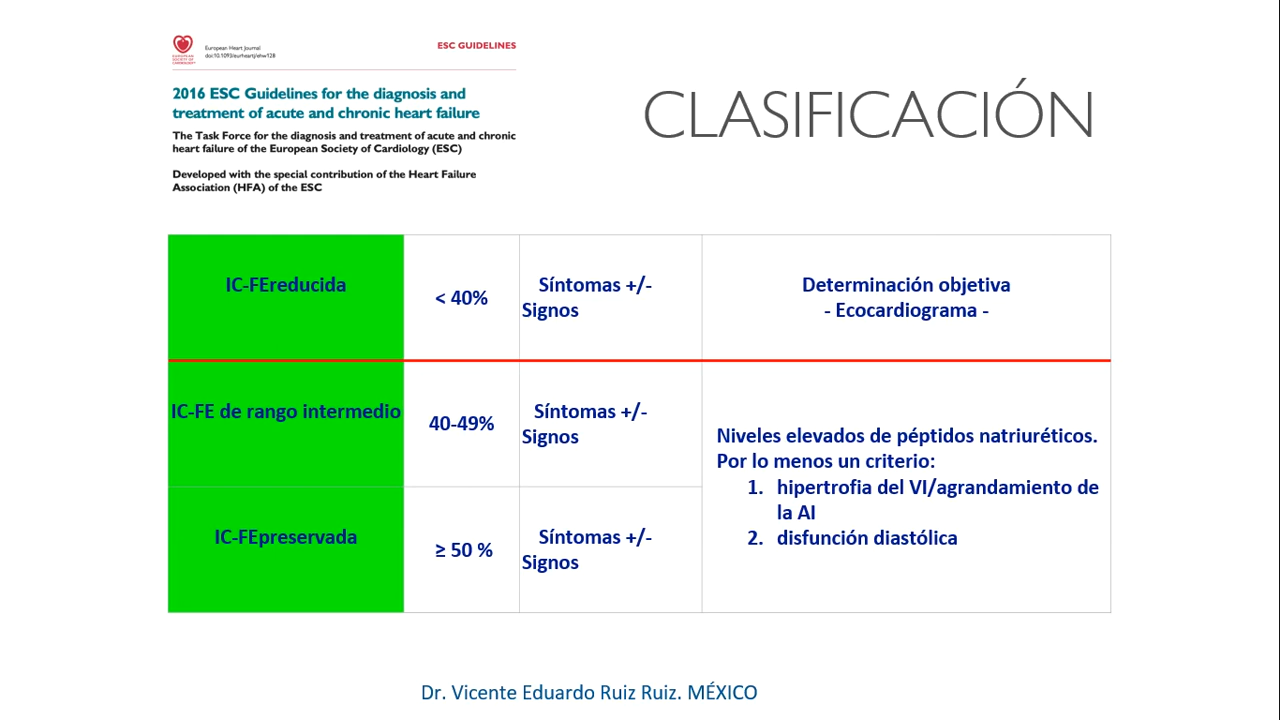 European Heart Journal
doi:10.1093/eurheartj/ehw128
ESC GUIDELINES
2016 ESC Guidelines for the diagnosis and
treatment of acute and chronic heart failure
The Task Force for the diagnosis and treatment of acute and chronic
heart failure of the European Society of Cardiology (ESC)
Developed with the special contribution of the Heart Failure
Association (HFA) of the ESC
CLASIFICACIÓN
IC-FEreducida
< 40%
Síntomas +/-
Signos
Determinación objetiva
- Ecocardiograma -
IC-FE de rango intermedio
40-49%
Síntomas +/-
Signos
Niveles elevados de péptidos natriuréticos.
Por lo menos un criterio:
1. hipertrofia del VI/agrandamiento de
la AI
2. disfunción diastólica
IC-FEpreservada
≥ 50 %
Síntomas +/-
Signos
Dr. Vicente Eduardo Ruiz Ruiz. MÉXICO